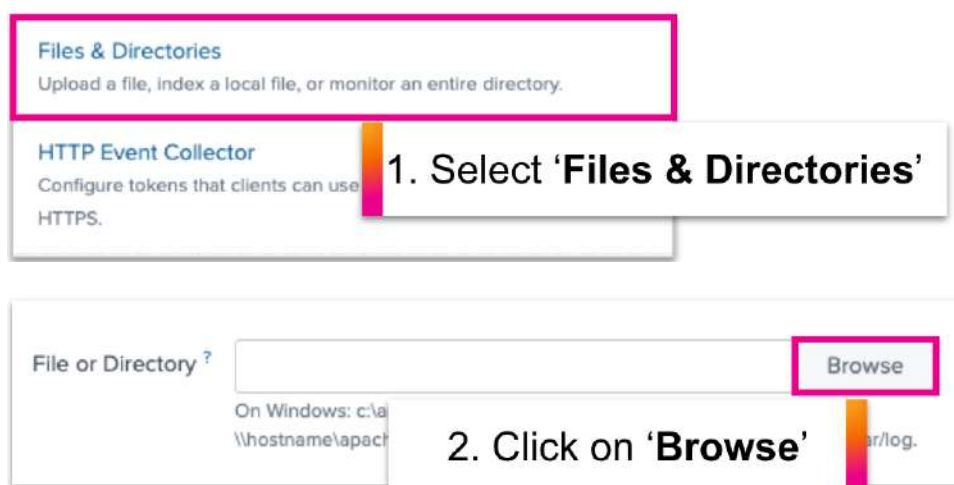 Files & Directories
Upload a file, index a local file, or monitor an entire directory.
HTTP Event Collector
Configure tokens that clients can use
HTTPS.
1. Select ‘Files & Directories’
File or Directory ?
Browse
On Windows: c:\a
\\hostname\apach
ar/log.
2. Click on ‘Browse’